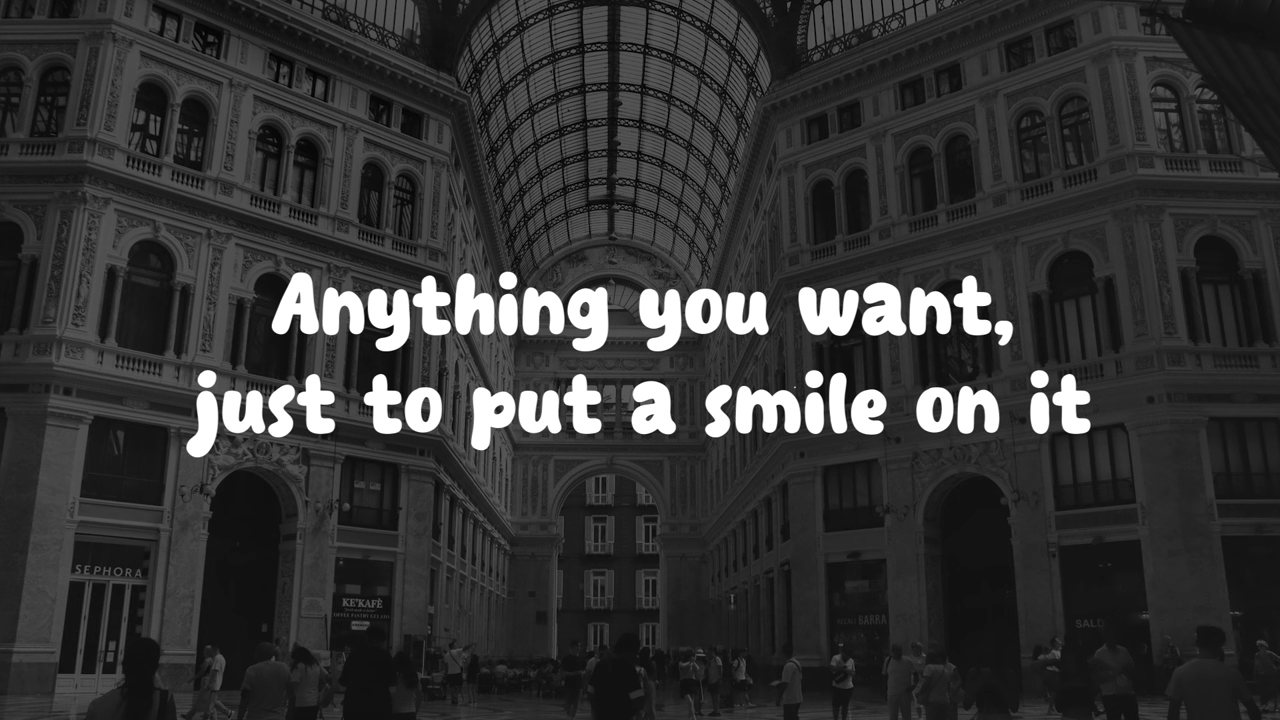 Anything you want,
just to put a smile on it
SEPHORA
KE'KAFÈ
BARRA
SALO